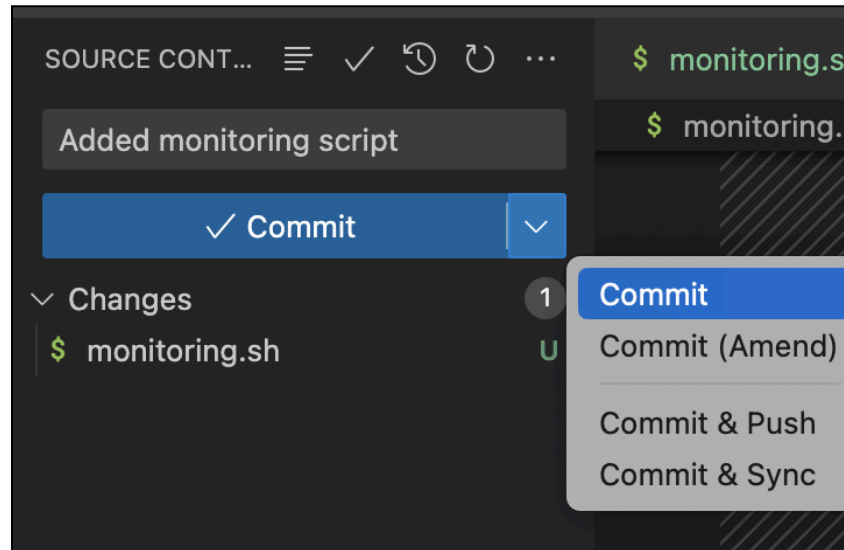 SOURCE CONT...
$ monitoring.s
Added monitoring script
$ monitoring.
Commit
Changes 1
$ monitoring.sh U
Commit
Commit (Amend)
Commit & Push
Commit & Sync